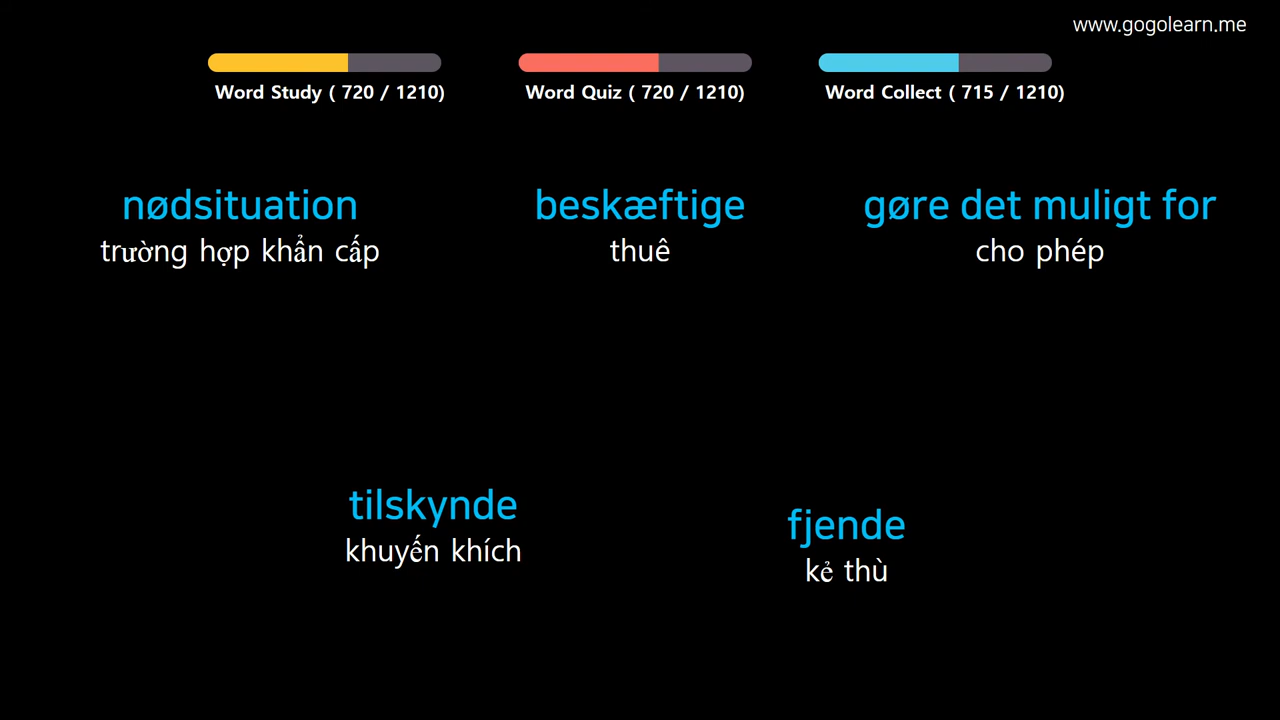 www.gogolearn.me
Word Study ( 720 / 1210)
Word Quiz ( 720 / 1210)
Word Collect ( 715 / 1210)
nødsituation
trường hợp khẩn cấp
beskæftige
thuê
gøre det muligt for
cho phép
tilskynde
khuyến khích
fjende
kẻ thù